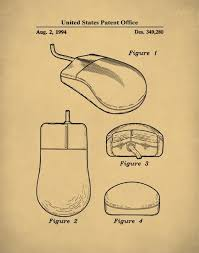 United States Patent Office
Aug. 2, 1994
Des. 349,280
Figure 1
Figure 3
Figure 2
Figure 4